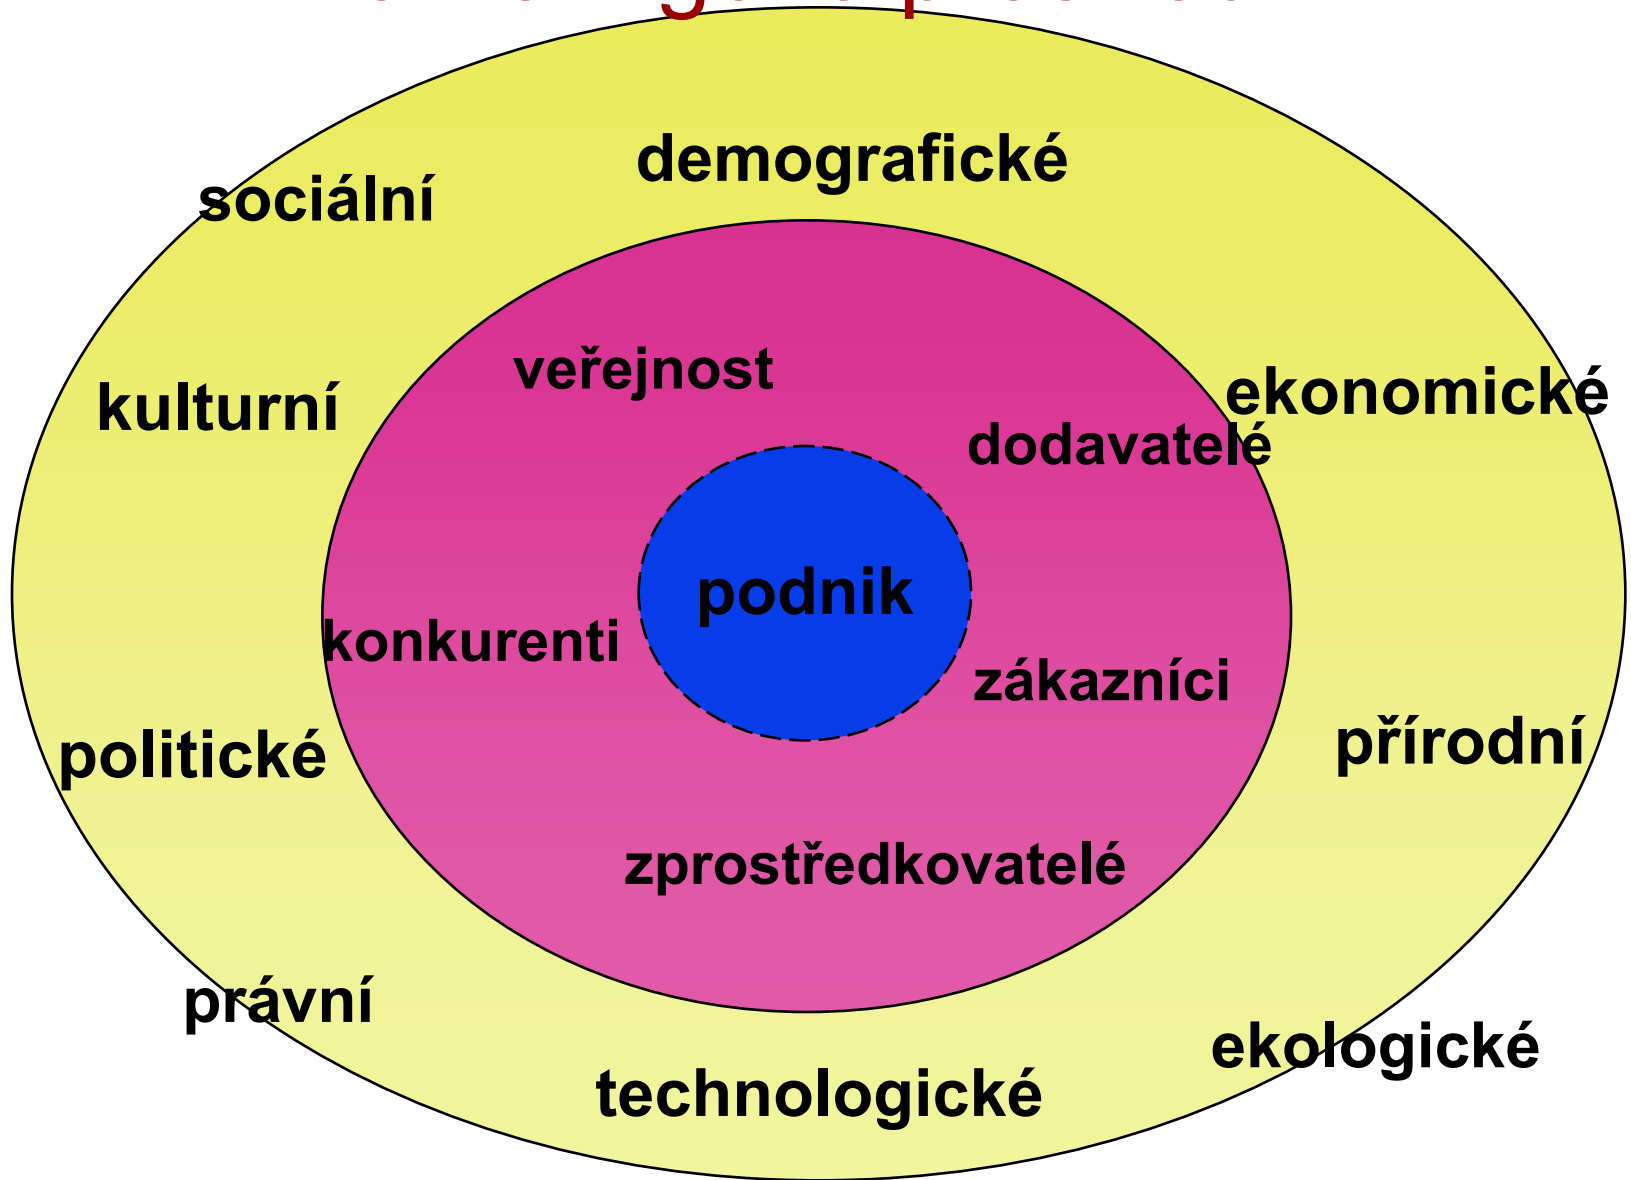 demografické
sociální
veřejnost
ekonomické
kulturní
dodavatelé
podnik
konkurenti
zákazníci
přírodní
politické
zprostředkovatelé
právní
ekologické
technologické